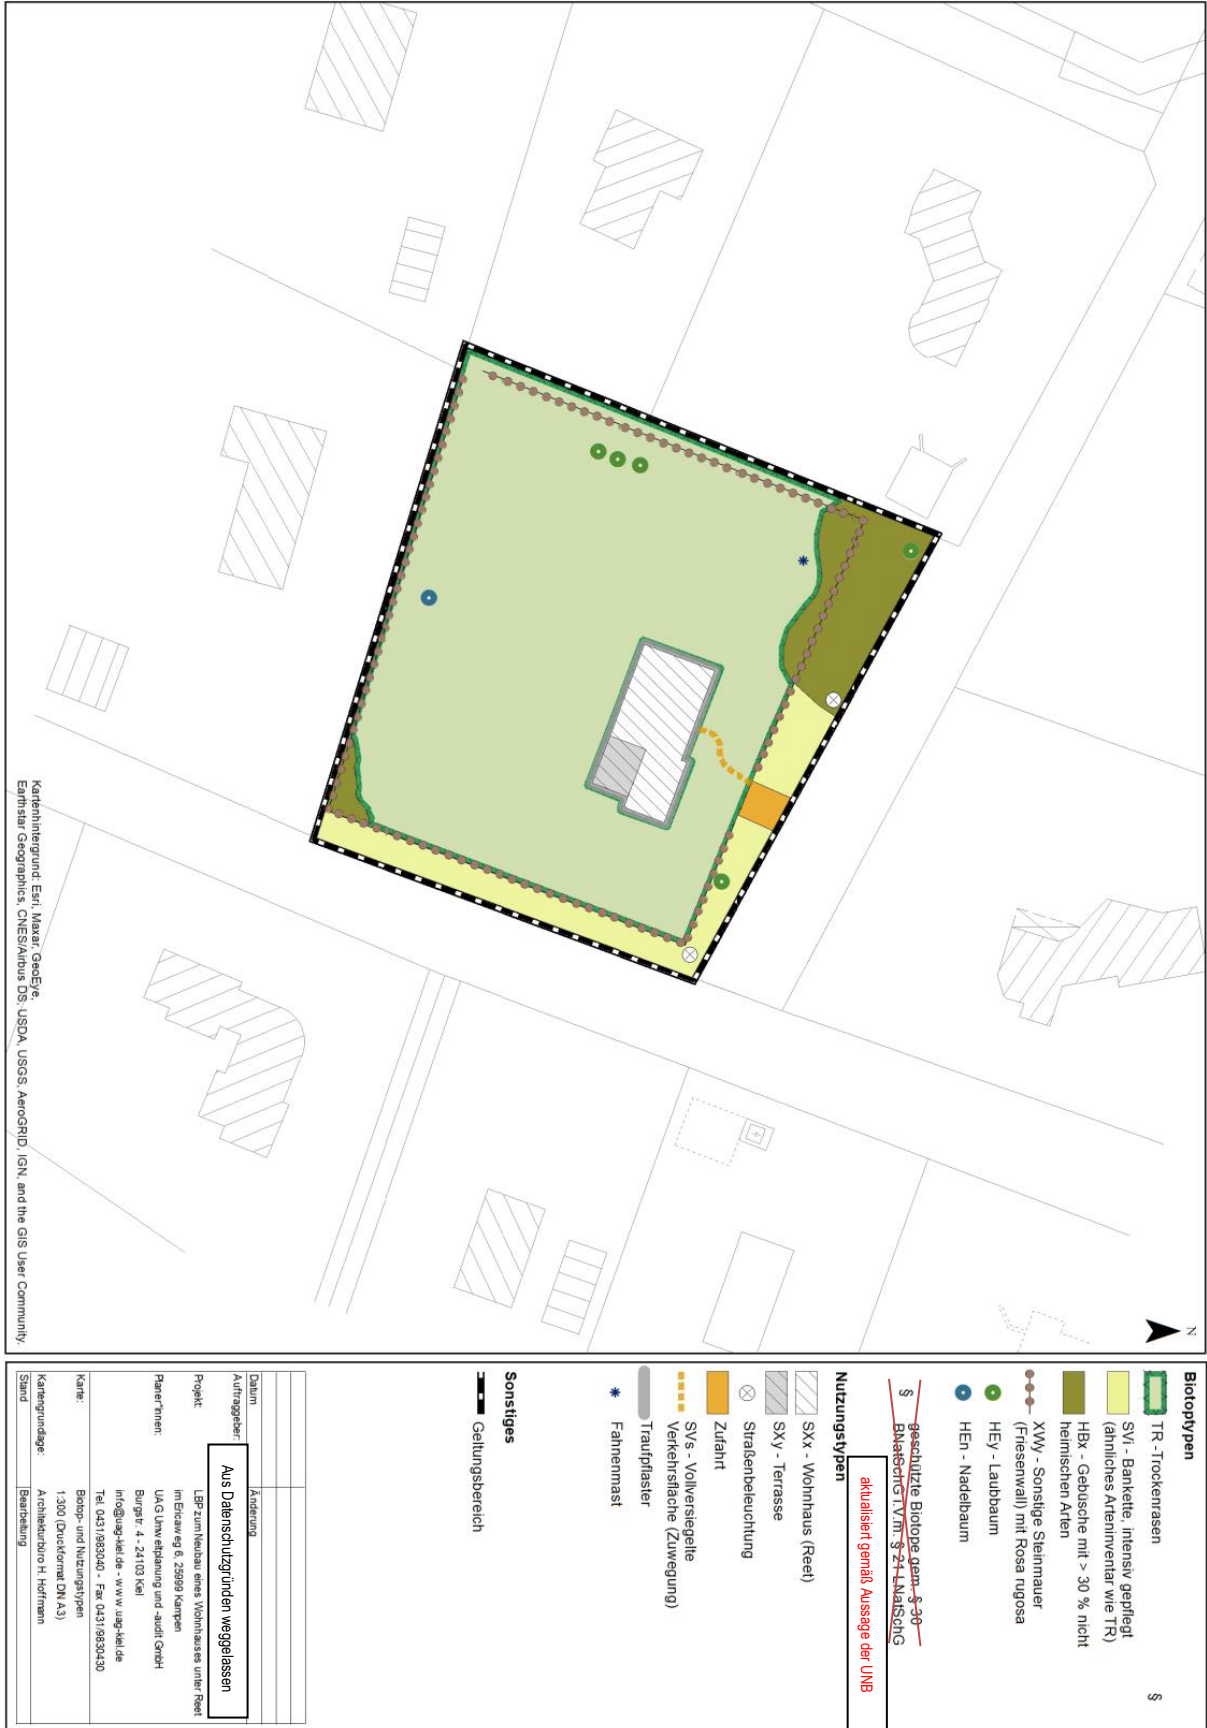 N
Kartenhintergrund: Esri, Maxar, GeoEye,
Earthstar Geographics, CNES/Airbus DS, USDA, USGS, AeroGRID, IGN, and the GIS User Community.
Biotoptypen
TR - Trockenrasen §
SVi - Bankette, intensiv gepflegt
(ähnliches Arteninventar wie TR)
HBx - Gebüsche mit > 30 % nicht
heimischen Arten
XWy - Sonstige Steinmauer
(Friesenwall) mit Rosa rugosa
HEy - Laubbaum
HEn - Nadelbaum
§ geschützte Biotope gem. § 30
BNatSchG i.V.m. § 21 LNatSchG
aktualisiert gemäß Aussage der UNB
Nutzungstypen
SXx - Wohnhaus (Reet)
SXy - Terrasse
Straßenbeleuchtung
Zufahrt
SVs - Vollversiegelte
Verkehrsfläche (Zuwegung)
Traufpflaster
Fahnenmast
Sonstiges
Geltungsbereich
Datum Änderung
Auftraggeber:
Aus Datenschutzgründen weggelassen
Projekt: LBP zum Neubau eines Wohnhauses unter Reet
im Ericaweg 6, 25999 Kampen
Planer*innen: UAG Umweltplanung und -audit GmbH
Burgstr. 4 - 24103 Kiel
info@uag-kiel.de - www.uag-kiel.de
Tel. 0431/983040 - Fax 0431/9830430
Karte: Biotop- und Nutzungstypen
1:300 (Druckformat DIN A3)
Kartengrundlage: Architekturbüro H. Hoffmann
Stand Bearbeitung